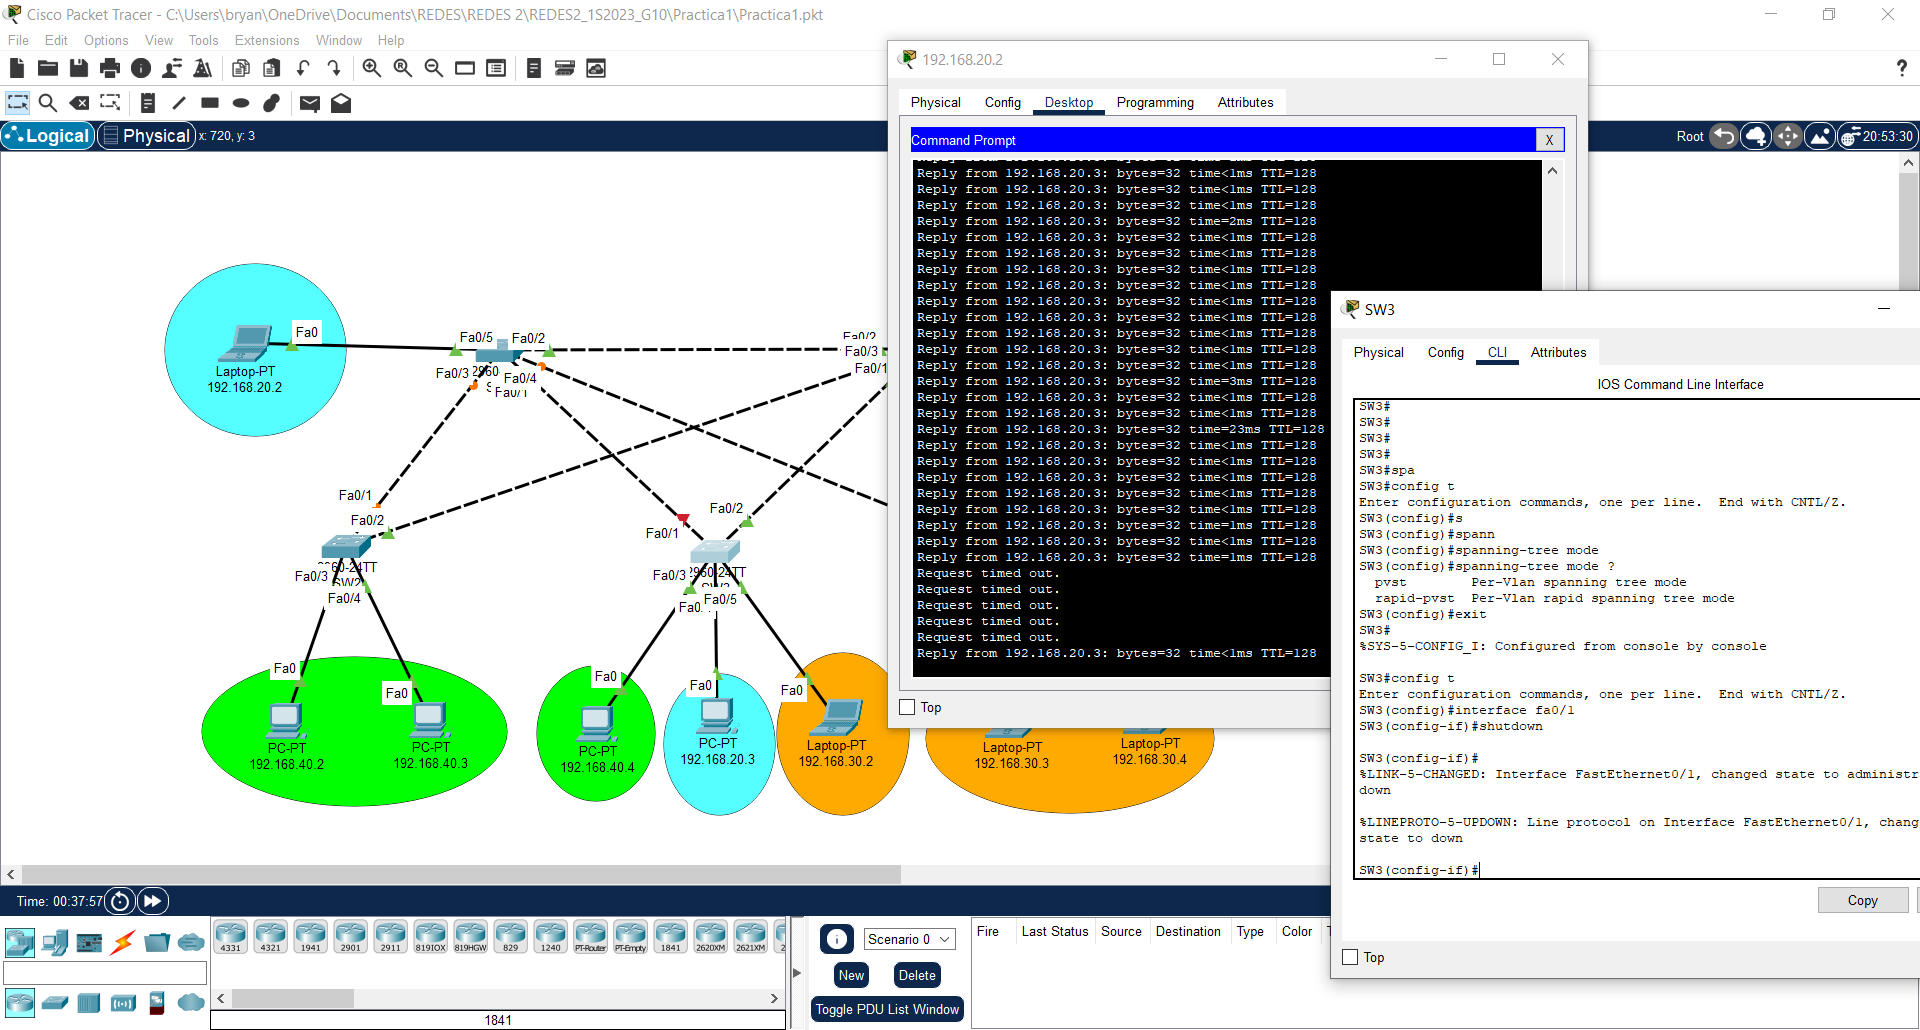 Cisco Packet Tracer - C:\Users\bryan\OneDrive\Documents\REDES\REDES 2\REDES2_1S2023_G10\Practica1\Practica1.pkt
File Edit Options View Tools Extensions Window Help
?
Logical Physical x: 720, y: 3
Root 20:53:30
Fa0
Laptop-PT
192.168.20.2
Fa0/5 Fa0/2
Fa0/3 2960
Fa0/4
Fa0/1
Fa0/2
Fa0/3
Fa0/1
Fa0/1
Fa0/2
Fa0/2
Fa0/1
2960-24TT
SW2
Fa0/3
Fa0/4
2960-24TT
SW3
Fa0/3
Fa0/5
Fa0/
Fa0
Fa0
Fa0
Fa0
Fa0
PC-PT
192.168.40.2
PC-PT
192.168.40.3
PC-PT
192.168.40.4
PC-PT
192.168.20.3
Laptop-PT
192.168.30.2
Laptop-PT
192.168.30.3
Laptop-PT
192.168.30.4
192.168.20.2
Physical Config Desktop Programming Attributes
Command Prompt X
Reply from 192.168.20.3: bytes=32 time<1ms TTL=128
Reply from 192.168.20.3: bytes=32 time<1ms TTL=128
Reply from 192.168.20.3: bytes=32 time<1ms TTL=128
Reply from 192.168.20.3: bytes=32 time=2ms TTL=128
Reply from 192.168.20.3: bytes=32 time<1ms TTL=128
Reply from 192.168.20.3: bytes=32 time<1ms TTL=128
Reply from 192.168.20.3: bytes=32 time<1ms TTL=128
Reply from 192.168.20.3: bytes=32 time<1ms TTL=128
Reply from 192.168.20.3: bytes=32 time<1ms TTL=128
Reply from 192.168.20.3: bytes=32 time<1ms TTL=128
Reply from 192.168.20.3: bytes=32 time<1ms TTL=128
Reply from 192.168.20.3: bytes=32 time<1ms TTL=128
Reply from 192.168.20.3: bytes=32 time<1ms TTL=128
Reply from 192.168.20.3: bytes=32 time=3ms TTL=128
Reply from 192.168.20.3: bytes=32 time<1ms TTL=128
Reply from 192.168.20.3: bytes=32 time<1ms TTL=128
Reply from 192.168.20.3: bytes=32 time=23ms TTL=128
Reply from 192.168.20.3: bytes=32 time<1ms TTL=128
Reply from 192.168.20.3: bytes=32 time<1ms TTL=128
Reply from 192.168.20.3: bytes=32 time<1ms TTL=128
Reply from 192.168.20.3: bytes=32 time<1ms TTL=128
Reply from 192.168.20.3: bytes=32 time<1ms TTL=128
Reply from 192.168.20.3: bytes=32 time=1ms TTL=128
Reply from 192.168.20.3: bytes=32 time<1ms TTL=128
Reply from 192.168.20.3: bytes=32 time=1ms TTL=128
Request timed out.
Request timed out.
Request timed out.
Request timed out.
Request timed out.
Reply from 192.168.20.3: bytes=32 time<1ms TTL=128
Top
SW3
Physical Config CLI Attributes
IOS Command Line Interface
SW3#
SW3#
SW3#
SW3#
SW3#spa
SW3#config t
Enter configuration commands, one per line. End with CNTL/Z.
SW3(config)#s
SW3(config)#spann
SW3(config)#spanning-tree mode
SW3(config)#spanning-tree mode ?
pvst Per-Vlan spanning tree mode
rapid-pvst Per-Vlan rapid spanning tree mode
SW3(config)#exit
SW3#
%SYS-5-CONFIG_I: Configured from console by console
SW3#config t
Enter configuration commands, one per line. End with CNTL/Z.
SW3(config)#interface fa0/1
SW3(config-if)#shutdown
SW3(config-if)#
%LINK-5-CHANGED: Interface FastEthernet0/1, changed state to administr
down
%LINEPROTO-5-UPDOWN: Line protocol on Interface FastEthernet0/1, chang
state to down
SW3(config-if)#
Copy
Top
Time: 00:37:57
4331 4321 1941 2901 2911 819IOX 819HGW 829 1240 PT-Router PT-Empty 1841 2620XM 2621XM 2
1841
Scenario 0
New Delete
Toggle PDU List Window
Fire Last Status Source Destination Type Color T